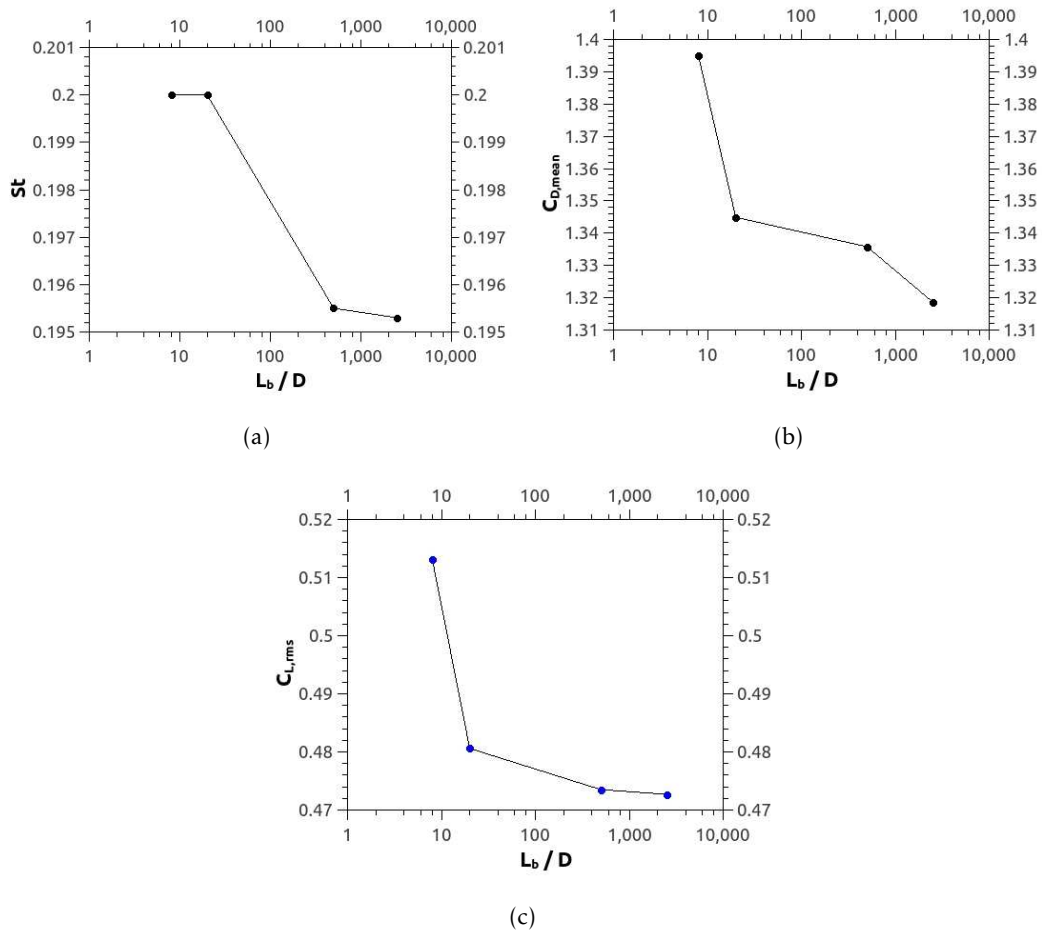 1 10 100 1,000 10,000
0.201 0.201
0.2 0.2
0.199 0.199
0.198 0.198
0.197 0.197
0.196 0.196
0.195 0.195
St
1 10 100 1,000 10,000
L_b / D
(a)
1 10 100 1,000 10,000
1.4 1.4
1.39 1.39
1.38 1.38
1.37 1.37
1.36 1.36
1.35 1.35
1.34 1.34
1.33 1.33
1.32 1.32
1.31 1.31
C_D,mean
1 10 100 1,000 10,000
L_b / D
(b)
1 10 100 1,000 10,000
0.52 0.52
0.51 0.51
0.5 0.5
0.49 0.49
0.48 0.48
0.47 0.47
C_L,rms
1 10 100 1,000 10,000
L_b / D
(c)